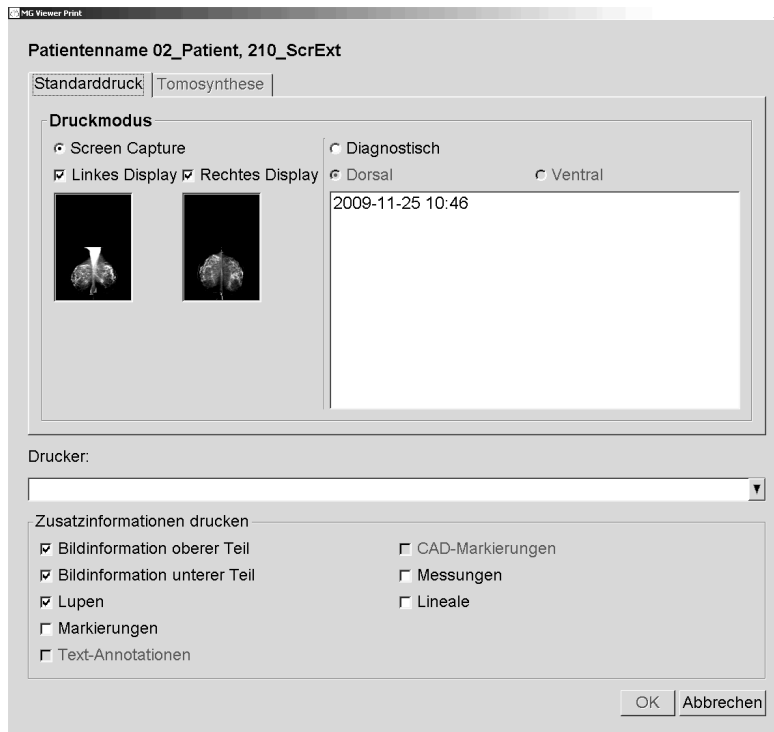 MG Viewer Print
Patientenname 02_Patient, 210_ScrExt
Standarddruck Tomosynthese
Druckmodus
Screen Capture Diagnostisch
Linkes Display Rechtes Display Dorsal Ventral
2009-11-25 10:46
Drucker:
Zusatzinformationen drucken
Bildinformation oberer Teil CAD-Markierungen
Bildinformation unterer Teil Messungen
Lupen Lineale
Markierungen
Text-Annotationen
OK Abbrechen